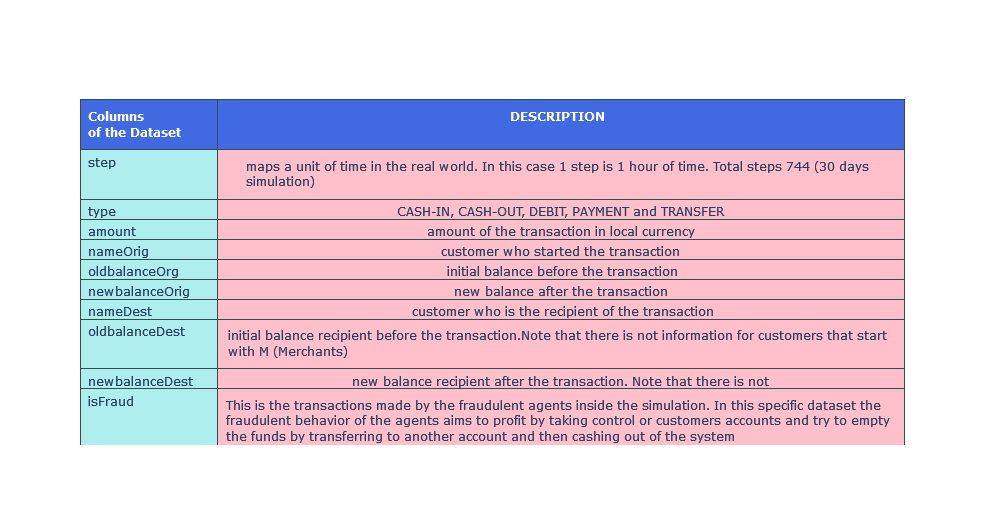 Columns
of the Dataset
DESCRIPTION
step
maps a unit of time in the real world. In this case 1 step is 1 hour of time. Total steps 744 (30 days
simulation)
type
CASH-IN, CASH-OUT, DEBIT, PAYMENT and TRANSFER
amount
amount of the transaction in local currency
nameOrig
customer who started the transaction
oldbalanceOrg
initial balance before the transaction
newbalanceOrig
new balance after the transaction
nameDest
customer who is the recipient of the transaction
oldbalanceDest
initial balance recipient before the transaction.Note that there is not information for customers that start
with M (Merchants)
newbalanceDest
new balance recipient after the transaction. Note that there is not
isFraud
This is the transactions made by the fraudulent agents inside the simulation. In this specific dataset the
fraudulent behavior of the agents aims to profit by taking control or customers accounts and try to empty
the funds by transferring to another account and then cashing out of the system